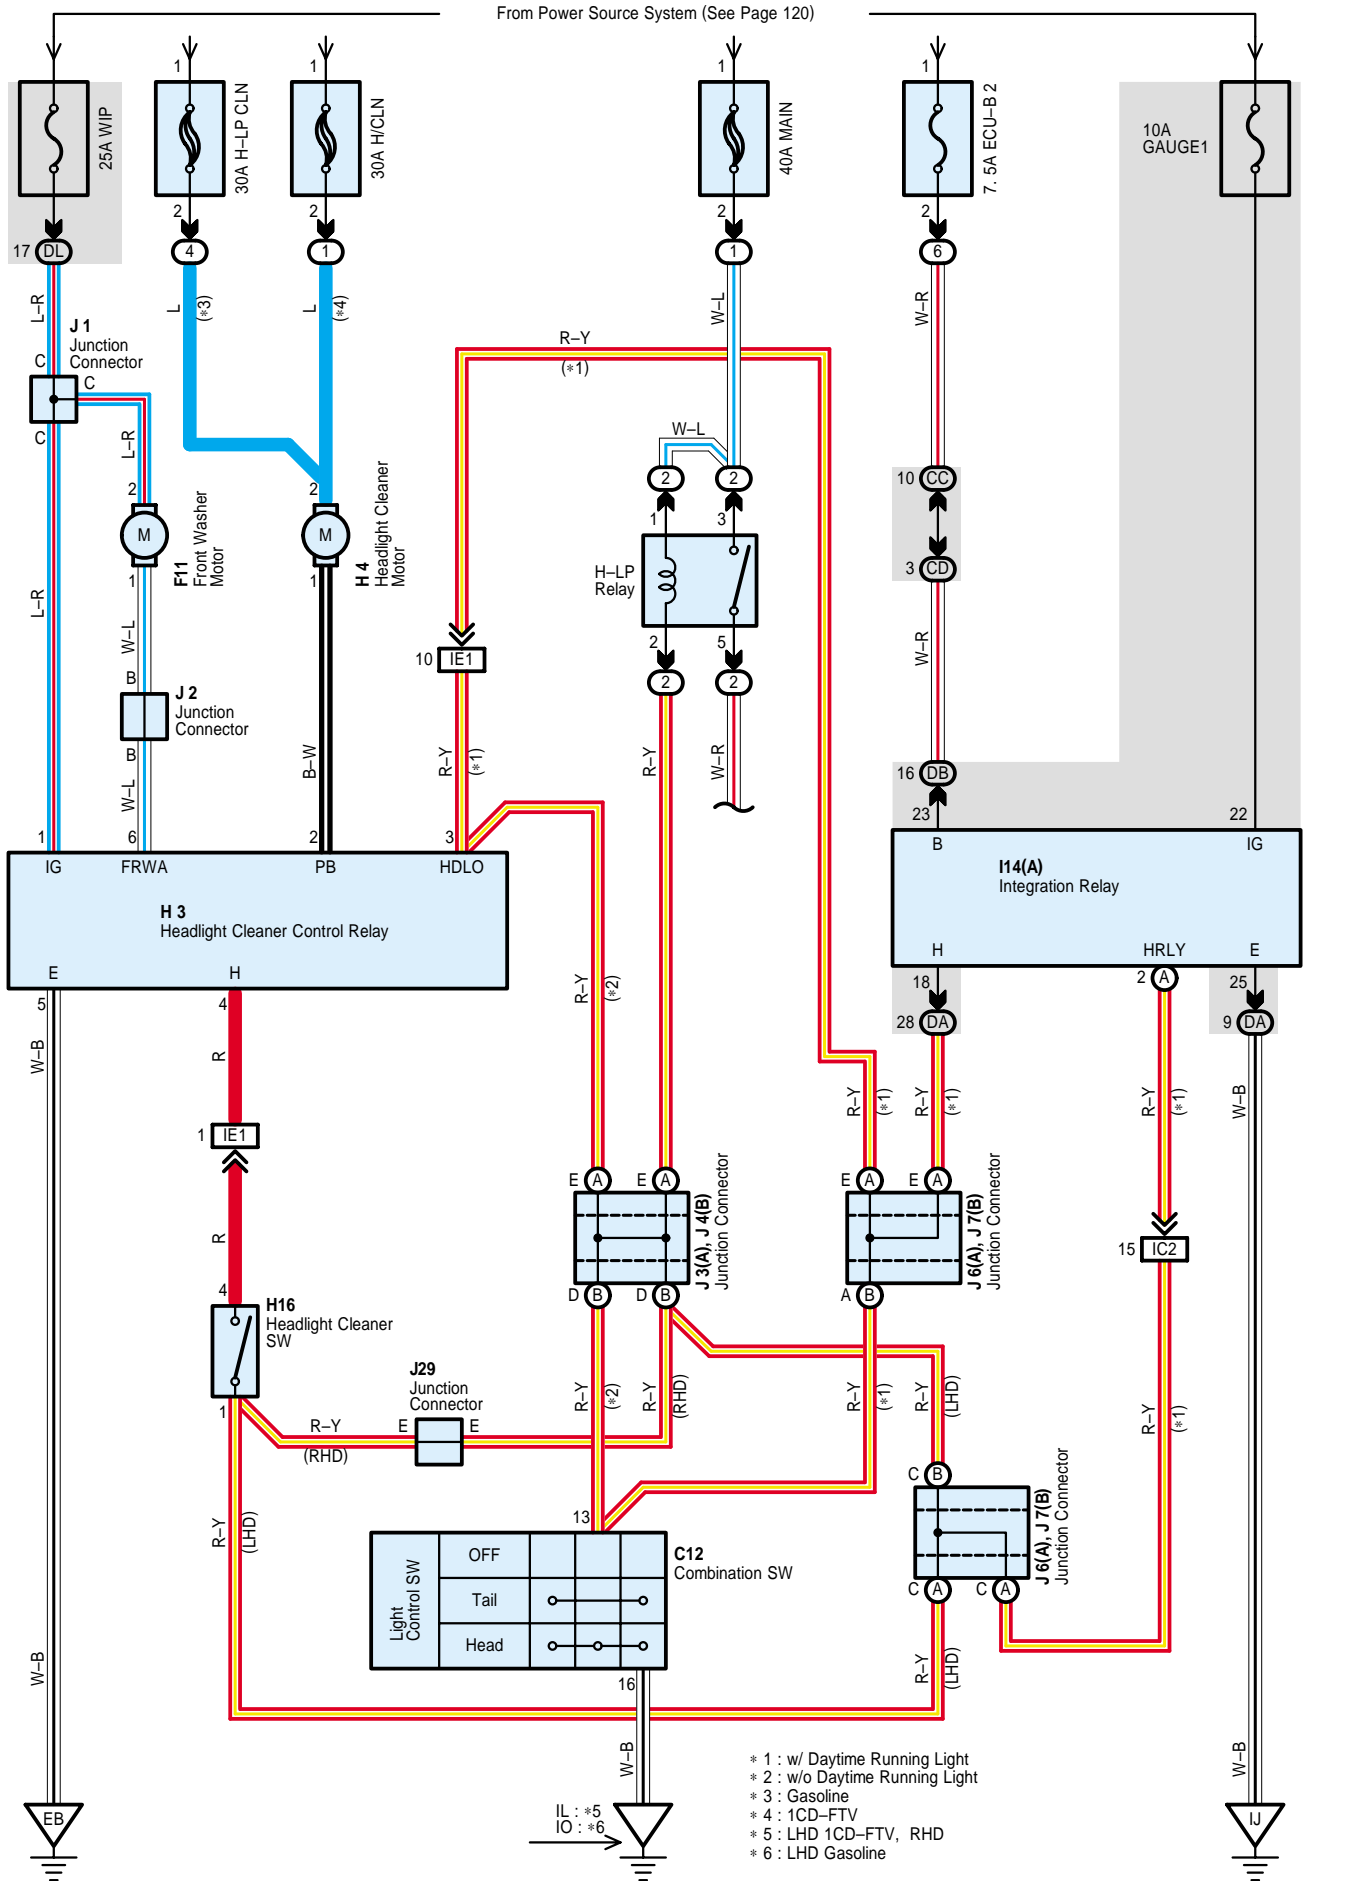 From Power Source System (See Page 120)
1
1
1
1
25A WIP
30A H-LP CLN
30A H/CLN
40A MAIN
7. 5A ECU-B 2
10A
GAUGE1
2
2
2
2
17 DL
4
1
1
6
L-R
L
(*3)
L
(*4)
W-L
W-R
J 1
Junction
Connector
C
C
C
R-Y
(*1)
L-R
W-L
2
2
2
2
10 CC
1
3
M
F11
Front Washer
Motor
M
H 4
Headlight Cleaner
Motor
H-LP
Relay
3 CD
1
1
L-R
W-L
10 IE1
2
5
W-R
2
2
B
J 2
Junction
Connector
B
W-L
B-W
R-Y
(*1)
R-Y
W-R
16 DB
1
6
2
3
23
22
IG
FRWA
PB
HDLO
B
IG
H 3
Headlight Cleaner Control Relay
I14(A)
Integration Relay
E
H
H
HRLY
E
5
4
R-Y
(*2)
18
2 A
25
28 DA
9 DA
W-B
R
R-Y
(*1)
R-Y
(*1)
R-Y
(*1)
W-B
1 IE1
E A
E A
E A
E A
J 3(A), J 4(B)
Junction Connector
J 6(A), J 7(B)
Junction Connector
R
15 IC2
4
D B
D B
A B
H16
Headlight Cleaner
SW
J29
Junction
Connector
R-Y
(*2)
R-Y
(RHD)
R-Y
(*1)
R-Y
(LHD)
R-Y
(*1)
1
R-Y
(RHD)
E
E
C B
R-Y
(LHD)
13
J 6(A), J 7(B)
Junction Connector
Light
Control SW
OFF
Tail
Head
C12
Combination SW
C A
C A
W-B
16
R-Y
(LHD)
W-B
W-B
* 1 : w/ Daytime Running Light
* 2 : w/o Daytime Running Light
* 3 : Gasoline
* 4 : 1CD-FTV
* 5 : LHD 1CD-FTV, RHD
* 6 : LHD Gasoline
IL : *5
IO : *6
EB
IJ